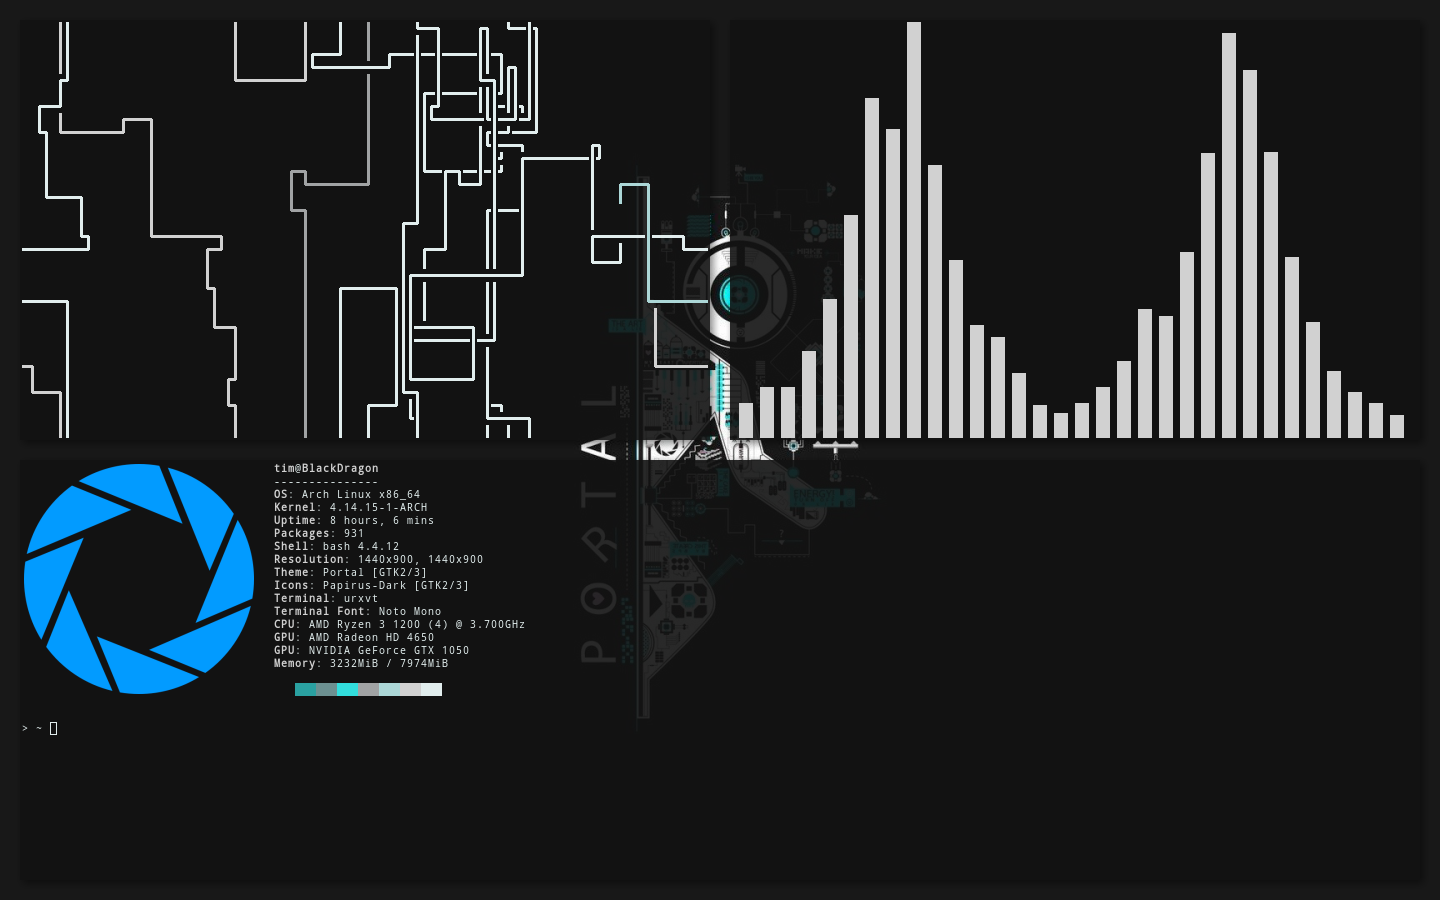 PORTAL
tim@BlackDragon
---------------
OS: Arch Linux x86_64
Kernel: 4.14.15-1-ARCH
Uptime: 8 hours, 6 mins
Packages: 931
Shell: bash 4.4.12
Resolution: 1440x900, 1440x900
Theme: Portal [GTK2/3]
Icons: Papirus-Dark [GTK2/3]
Terminal: urxvt
Terminal Font: Noto Mono
CPU: AMD Ryzen 3 1200 (4) @ 3.700GHz
GPU: AMD Radeon HD 4650
GPU: NVIDIA GeForce GTX 1050
Memory: 3232MiB / 7974MiB
> ~